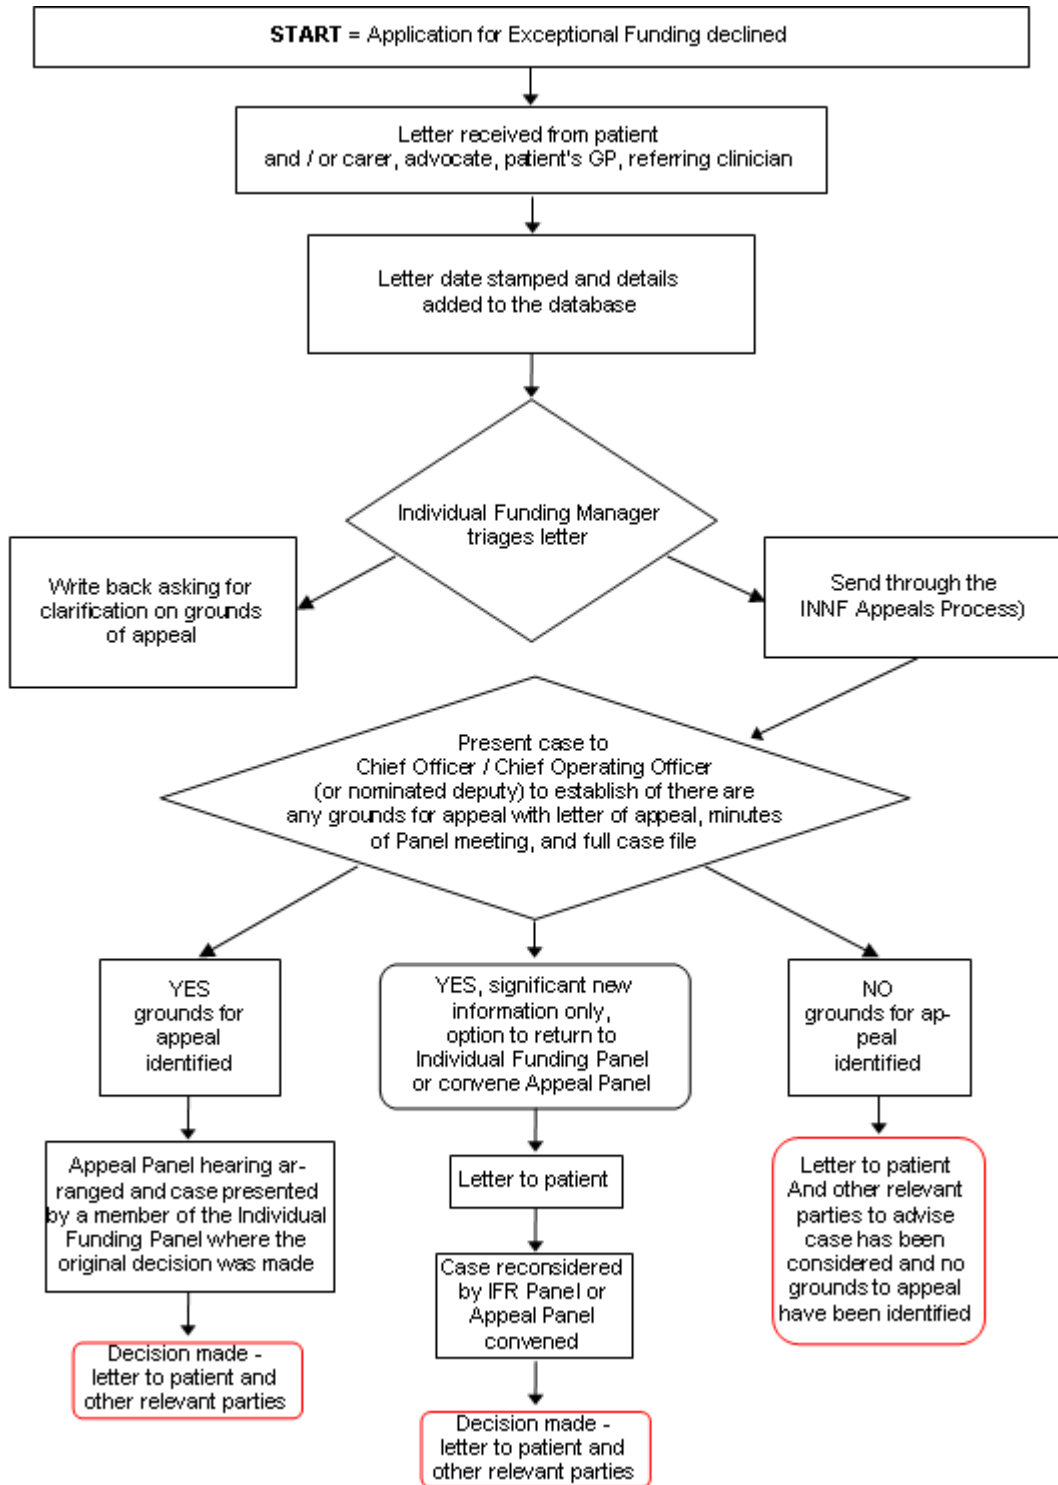 START = Application for Exceptional Funding declined
Letter received from patient
and / or carer, advocate, patient's GP, referring clinician
Letter date stamped and details
added to the database
Individual Funding Manager
triages letter
Write back asking for
clarification on grounds
of appeal
Send through the
INNF Appeals Process)
Present case to
Chief Officer / Chief Operating Officer
(or nominated deputy) to establish of there are
any grounds for appeal with letter of appeal, minutes
of Panel meeting, and full case file
YES
grounds for
appeal
identified
YES, significant new
information only,
option to return to
Individual Funding Panel
or convene Appeal Panel
NO
grounds for ap-
peal
identified
Appeal Panel hearing ar-
ranged and case presented
by a member of the Individual
Funding Panel where the
original decision was made
Letter to patient
Letter to patient
And other relevant
parties to advise
case has been
considered and no
grounds to appeal
have been identified
Case reconsidered
by IFR Panel or
Appeal Panel
convened
Decision made -
letter to patient and
other relevant parties
Decision made -
letter to patient and
other relevant parties